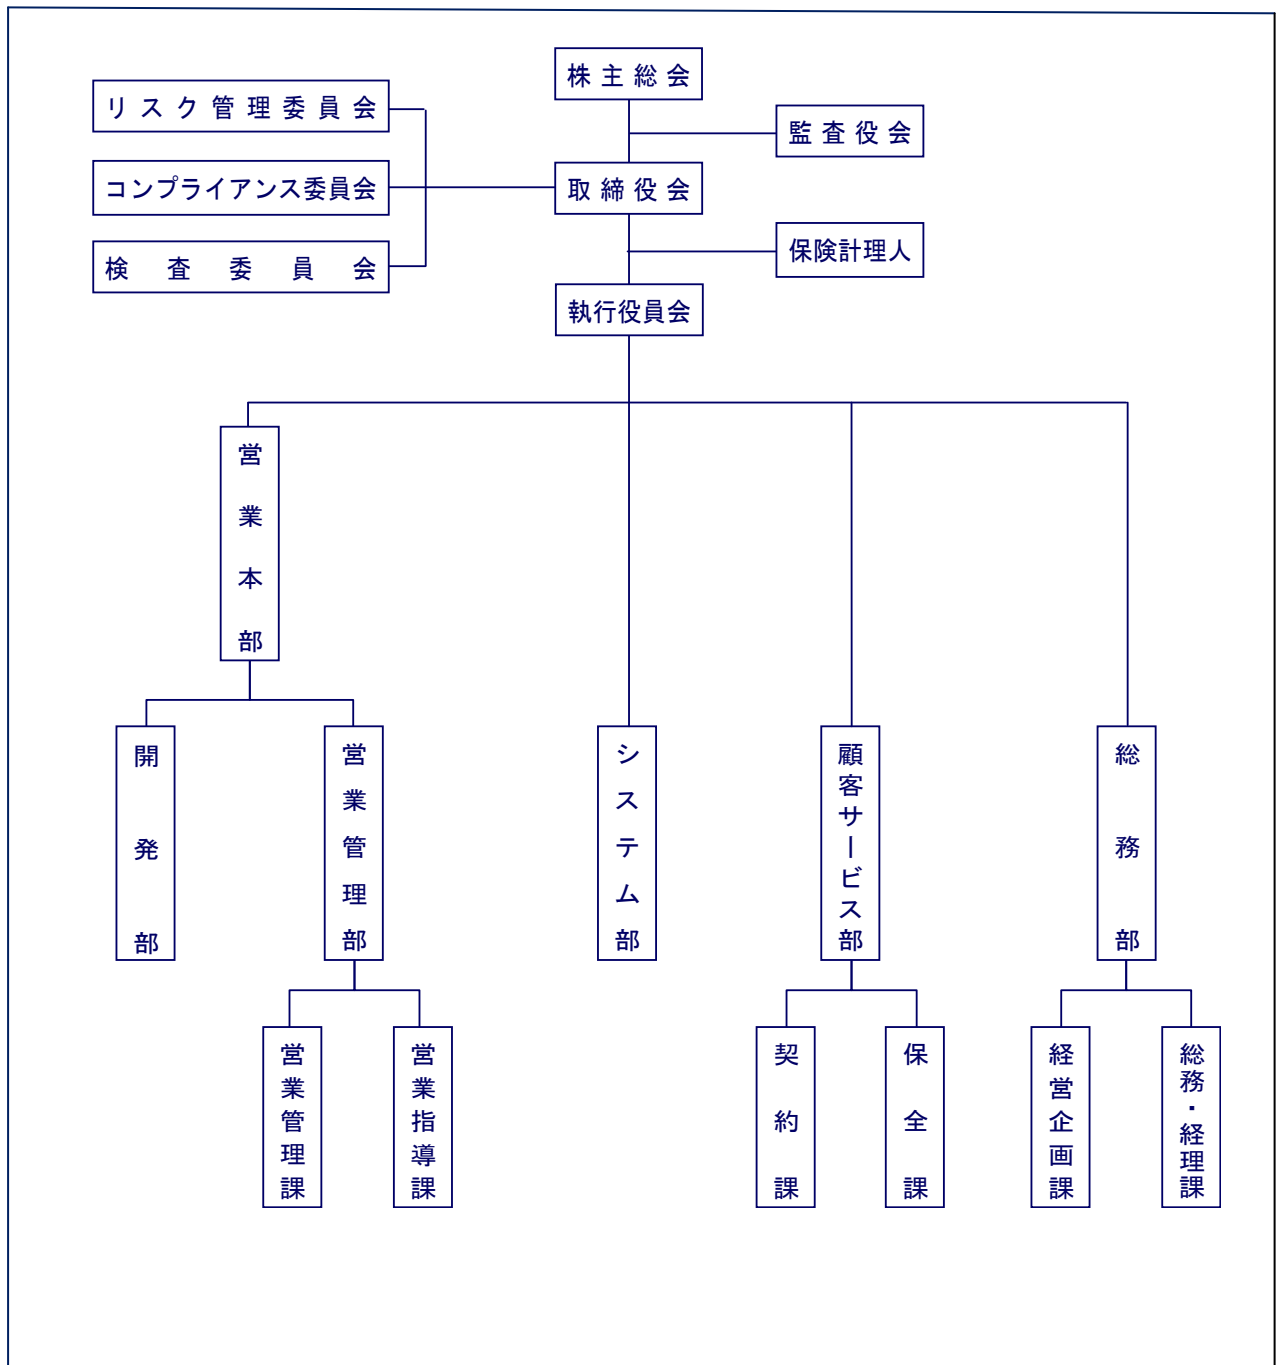 株主総会
リスク管理委員会
監査役会
コンプライアンス委員会
取締役会
保険計理人
検査委員会
執行役員会
営業本部
開発部
営業管理部
システム部
顧客サービス部
総務部
営業管理課
営業指導課
契約課
保全課
経営企画課
総務・経理課